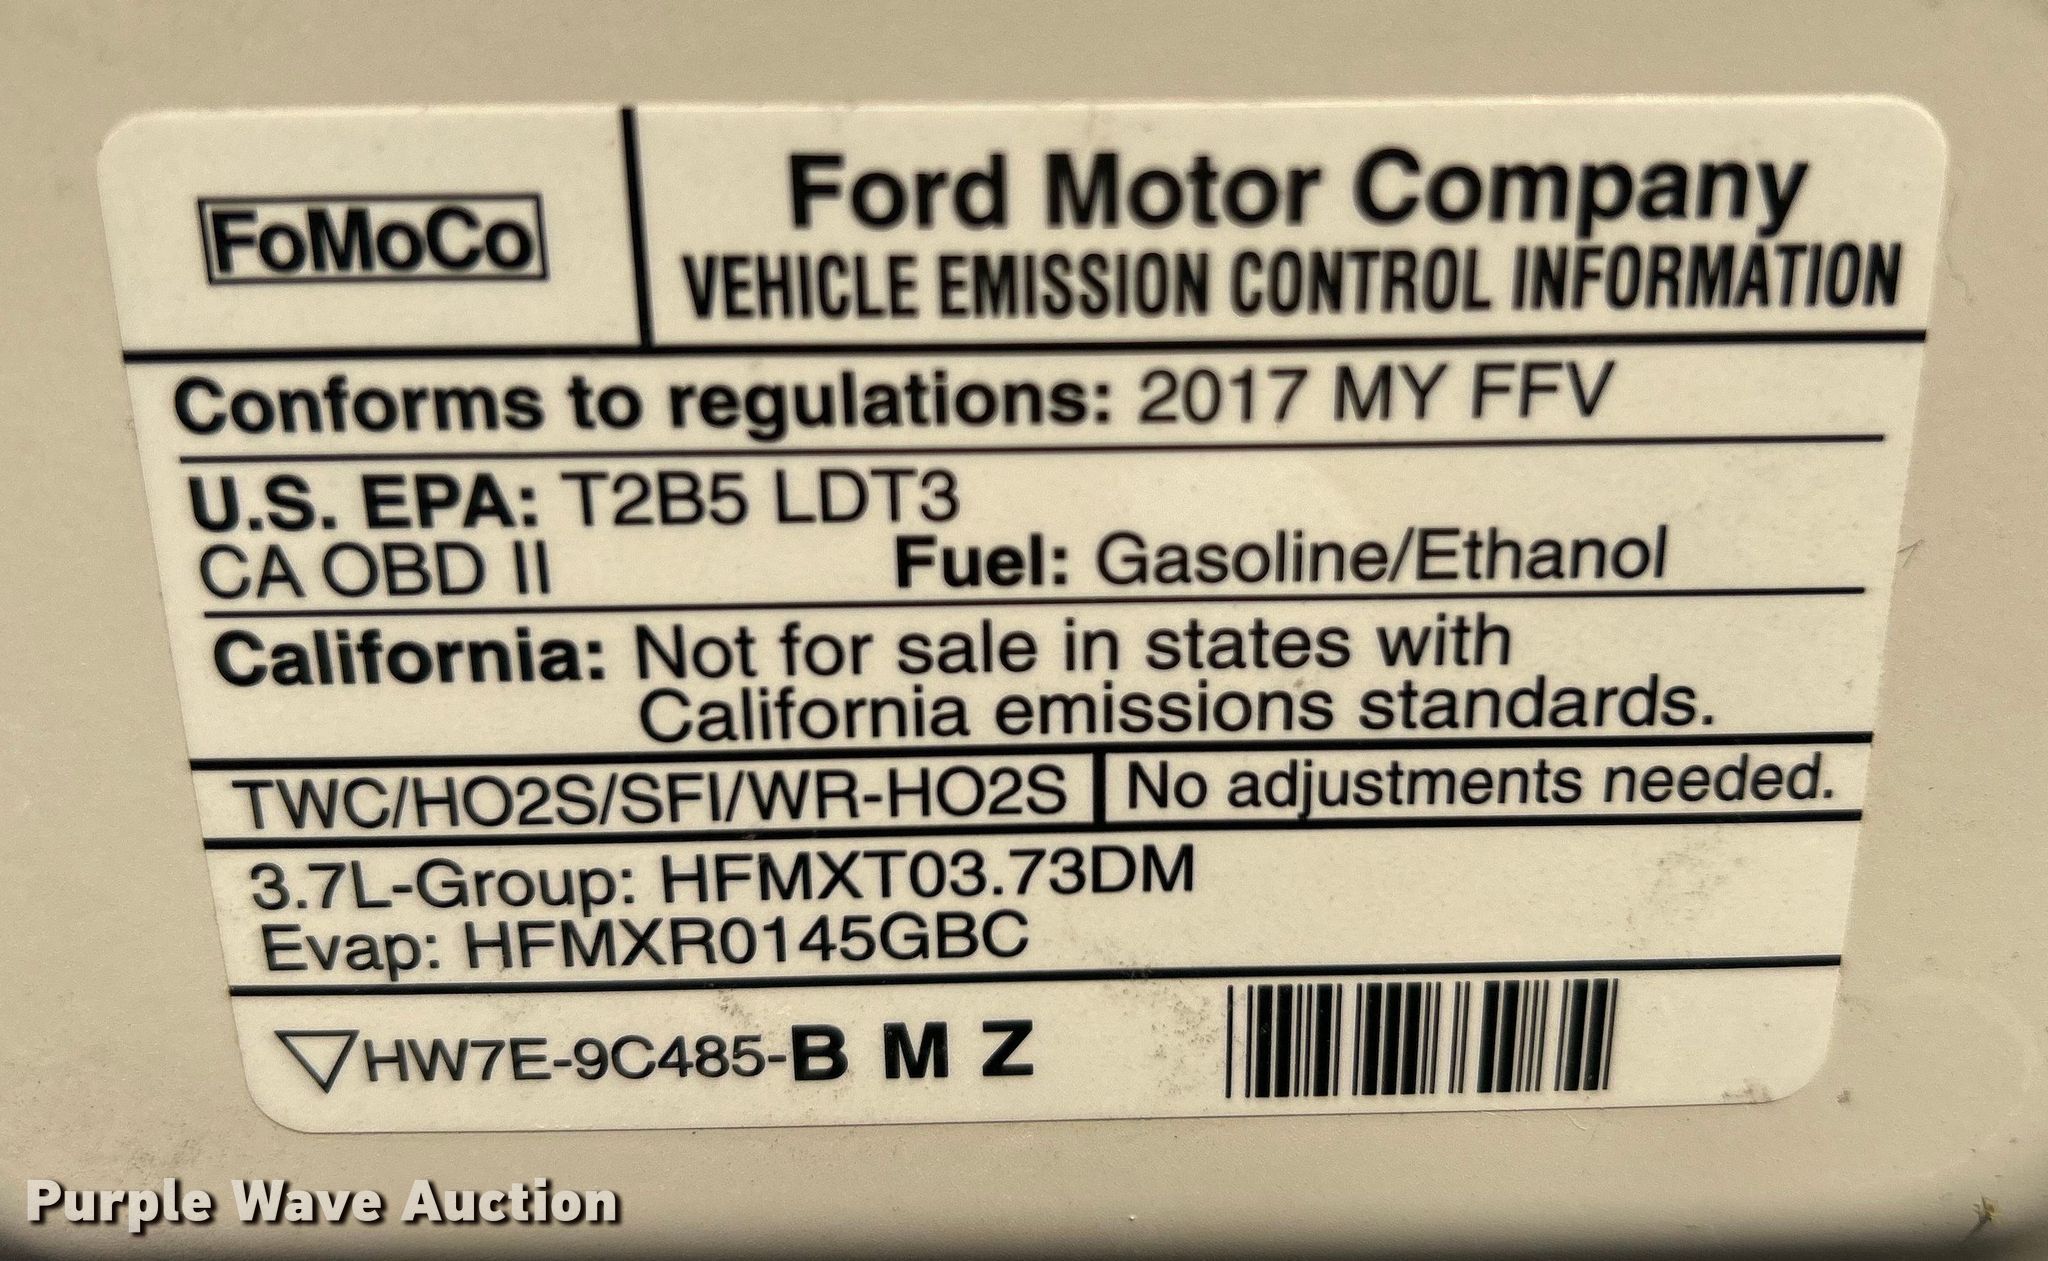 FoMoCo
Ford Motor Company
VEHICLE EMISSION CONTROL INFORMATION
Conforms to regulations: 2017 MY FFV
U.S. EPA: T2B5 LDT3
CA OBD II Fuel: Gasoline/Ethanol
California: Not for sale in states with
California emissions standards.
TWC/HO2S/SFI/WR-HO2S No adjustments needed.
3.7L-Group: HFMXT03.73DM
Evap: HFMXR0145GBC
HW7E-9C485-B M Z
Purple Wave Auction